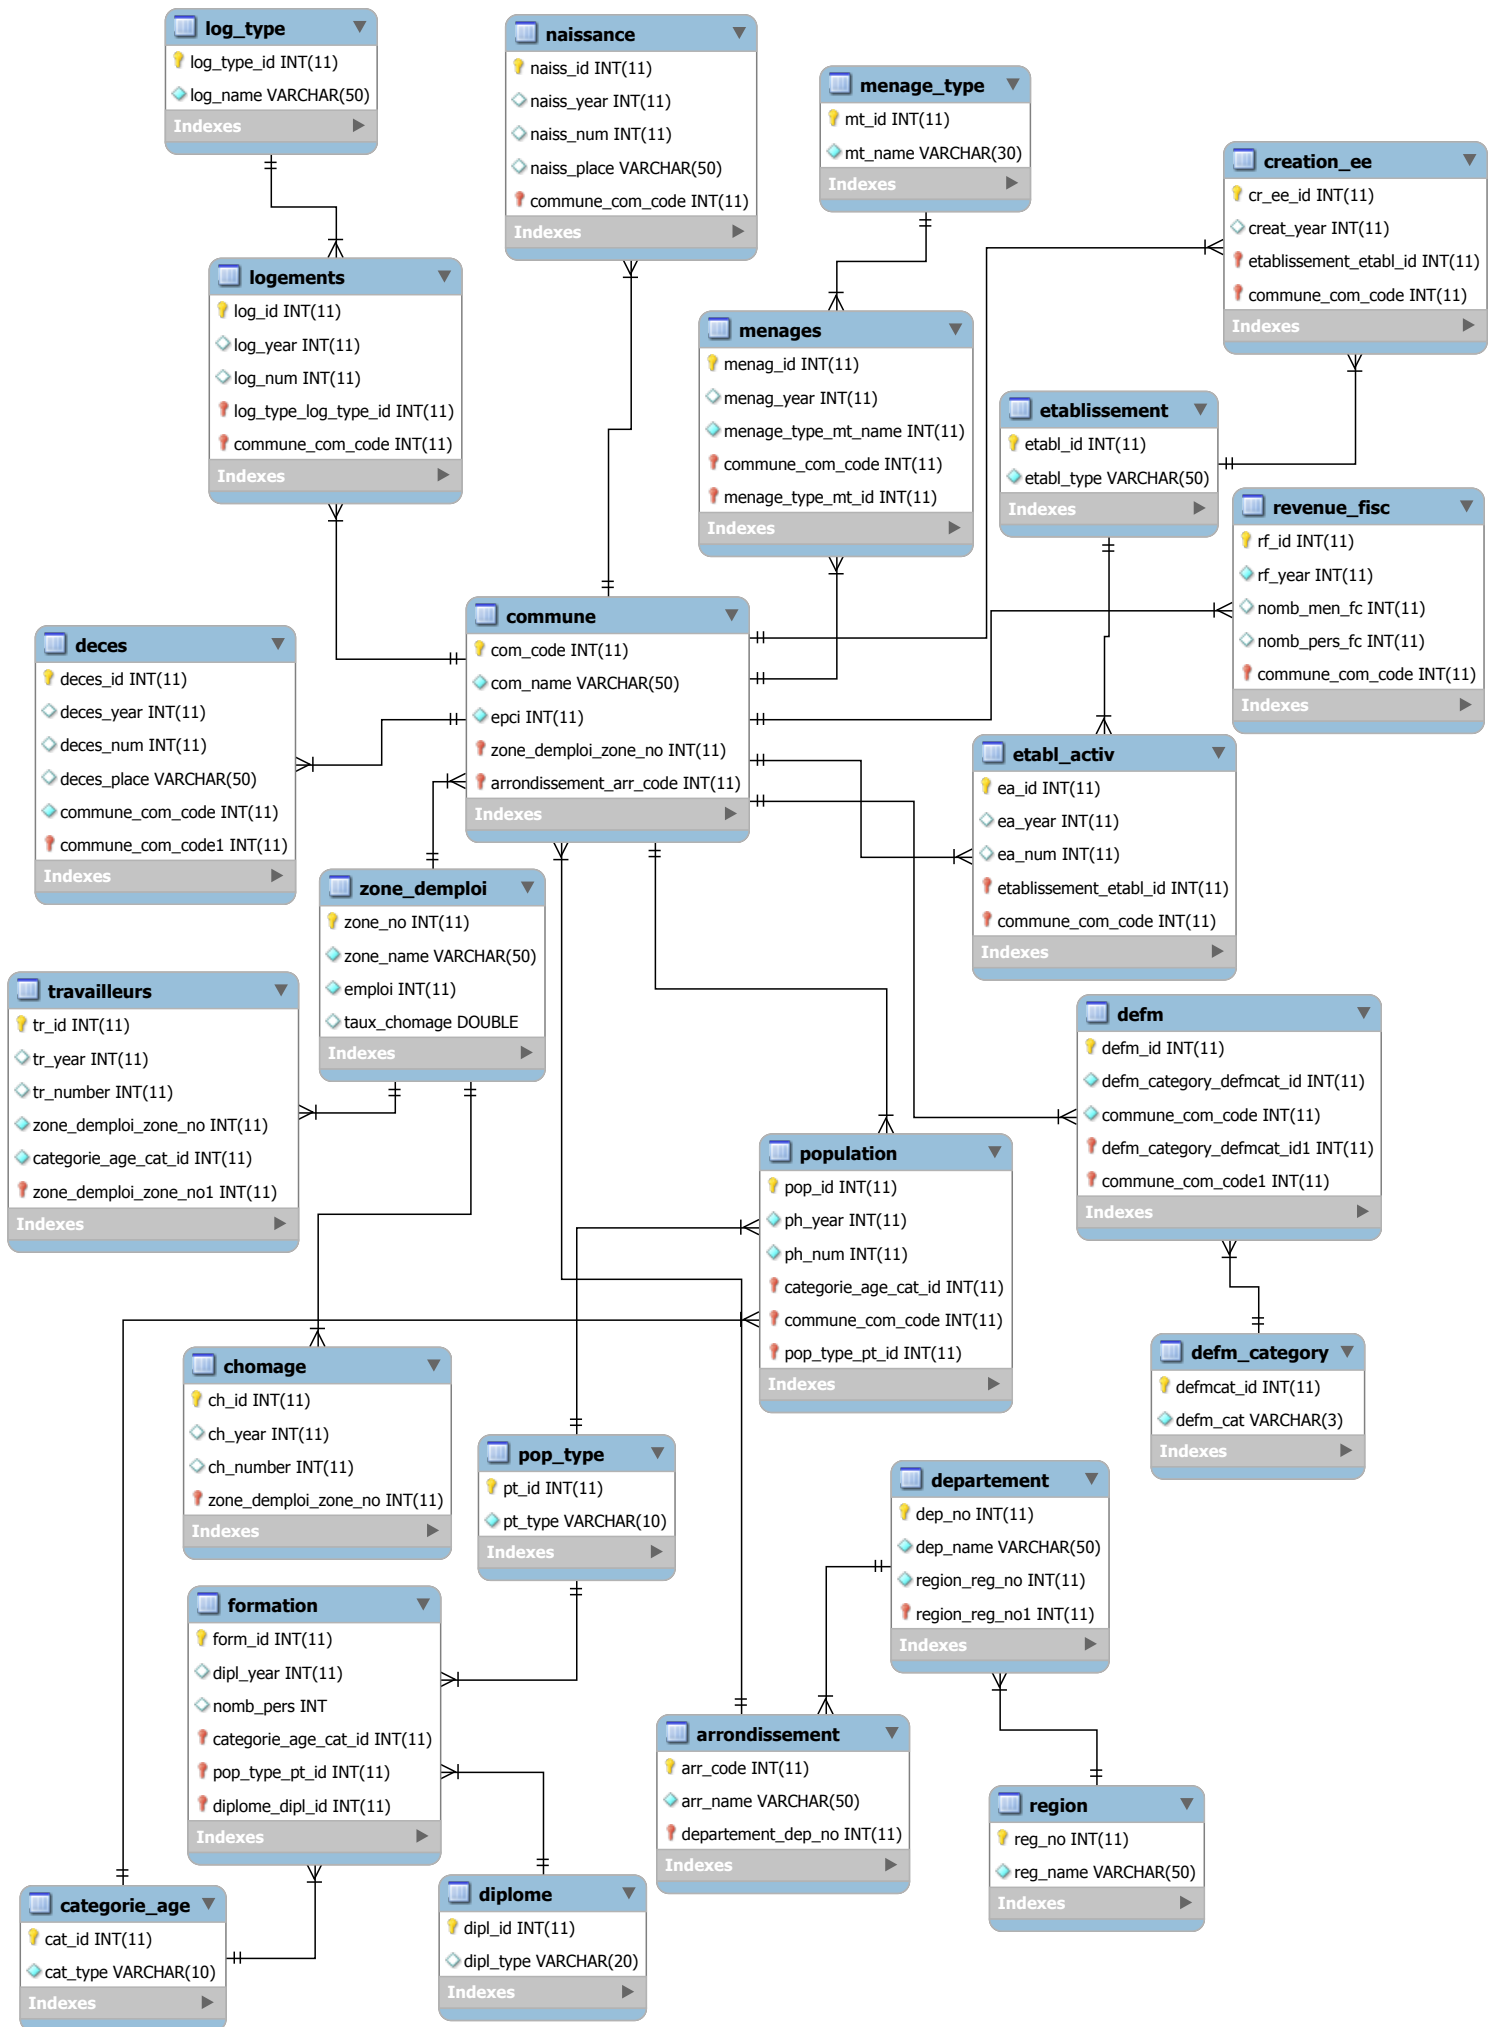 log_type
log_type_id INT(11)
log_name VARCHAR(50)
Indexes
naissance
naiss_id INT(11)
naiss_year INT(11)
naiss_num INT(11)
naiss_place VARCHAR(50)
commune_com_code INT(11)
Indexes
menage_type
mt_id INT(11)
mt_name VARCHAR(30)
Indexes
creation_ee
cr_ee_id INT(11)
creat_year INT(11)
etablissement_etabl_id INT(11)
commune_com_code INT(11)
Indexes
logements
log_id INT(11)
log_year INT(11)
log_num INT(11)
log_type_log_type_id INT(11)
commune_com_code INT(11)
Indexes
menages
menag_id INT(11)
menag_year INT(11)
menage_type_mt_name INT(11)
commune_com_code INT(11)
menage_type_mt_id INT(11)
Indexes
etablissement
etabl_id INT(11)
etabl_type VARCHAR(50)
Indexes
revenue_fisc
rf_id INT(11)
rf_year INT(11)
nomb_men_fc INT(11)
nomb_pers_fc INT(11)
commune_com_code INT(11)
Indexes
commune
com_code INT(11)
com_name VARCHAR(50)
epci INT(11)
zone_demploi_zone_no INT(11)
arrondissement_arr_code INT(11)
Indexes
deces
deces_id INT(11)
deces_year INT(11)
deces_num INT(11)
deces_place VARCHAR(50)
commune_com_code INT(11)
commune_com_code1 INT(11)
Indexes
etabl_activ
ea_id INT(11)
ea_year INT(11)
ea_num INT(11)
etablissement_etabl_id INT(11)
commune_com_code INT(11)
Indexes
zone_demploi
zone_no INT(11)
zone_name VARCHAR(50)
emploi INT(11)
taux_chomage DOUBLE
Indexes
travailleurs
tr_id INT(11)
tr_year INT(11)
tr_number INT(11)
zone_demploi_zone_no INT(11)
categorie_age_cat_id INT(11)
zone_demploi_zone_no1 INT(11)
Indexes
defm
defm_id INT(11)
defm_category_defmcat_id INT(11)
commune_com_code INT(11)
defm_category_defmcat_id1 INT(11)
commune_com_code1 INT(11)
Indexes
population
pop_id INT(11)
ph_year INT(11)
ph_num INT(11)
categorie_age_cat_id INT(11)
commune_com_code INT(11)
pop_type_pt_id INT(11)
Indexes
defm_category
defmcat_id INT(11)
defm_cat VARCHAR(3)
Indexes
chomage
ch_id INT(11)
ch_year INT(11)
ch_number INT(11)
zone_demploi_zone_no INT(11)
Indexes
pop_type
pt_id INT(11)
pt_type VARCHAR(10)
Indexes
departement
dep_no INT(11)
dep_name VARCHAR(50)
region_reg_no INT(11)
region_reg_no1 INT(11)
Indexes
formation
form_id INT(11)
dipl_year INT(11)
nomb_pers INT
categorie_age_cat_id INT(11)
pop_type_pt_id INT(11)
diplome_dipl_id INT(11)
Indexes
arrondissement
arr_code INT(11)
arr_name VARCHAR(50)
departement_dep_no INT(11)
Indexes
region
reg_no INT(11)
reg_name VARCHAR(50)
Indexes
categorie_age
cat_id INT(11)
cat_type VARCHAR(10)
Indexes
diplome
dipl_id INT(11)
dipl_type VARCHAR(20)
Indexes